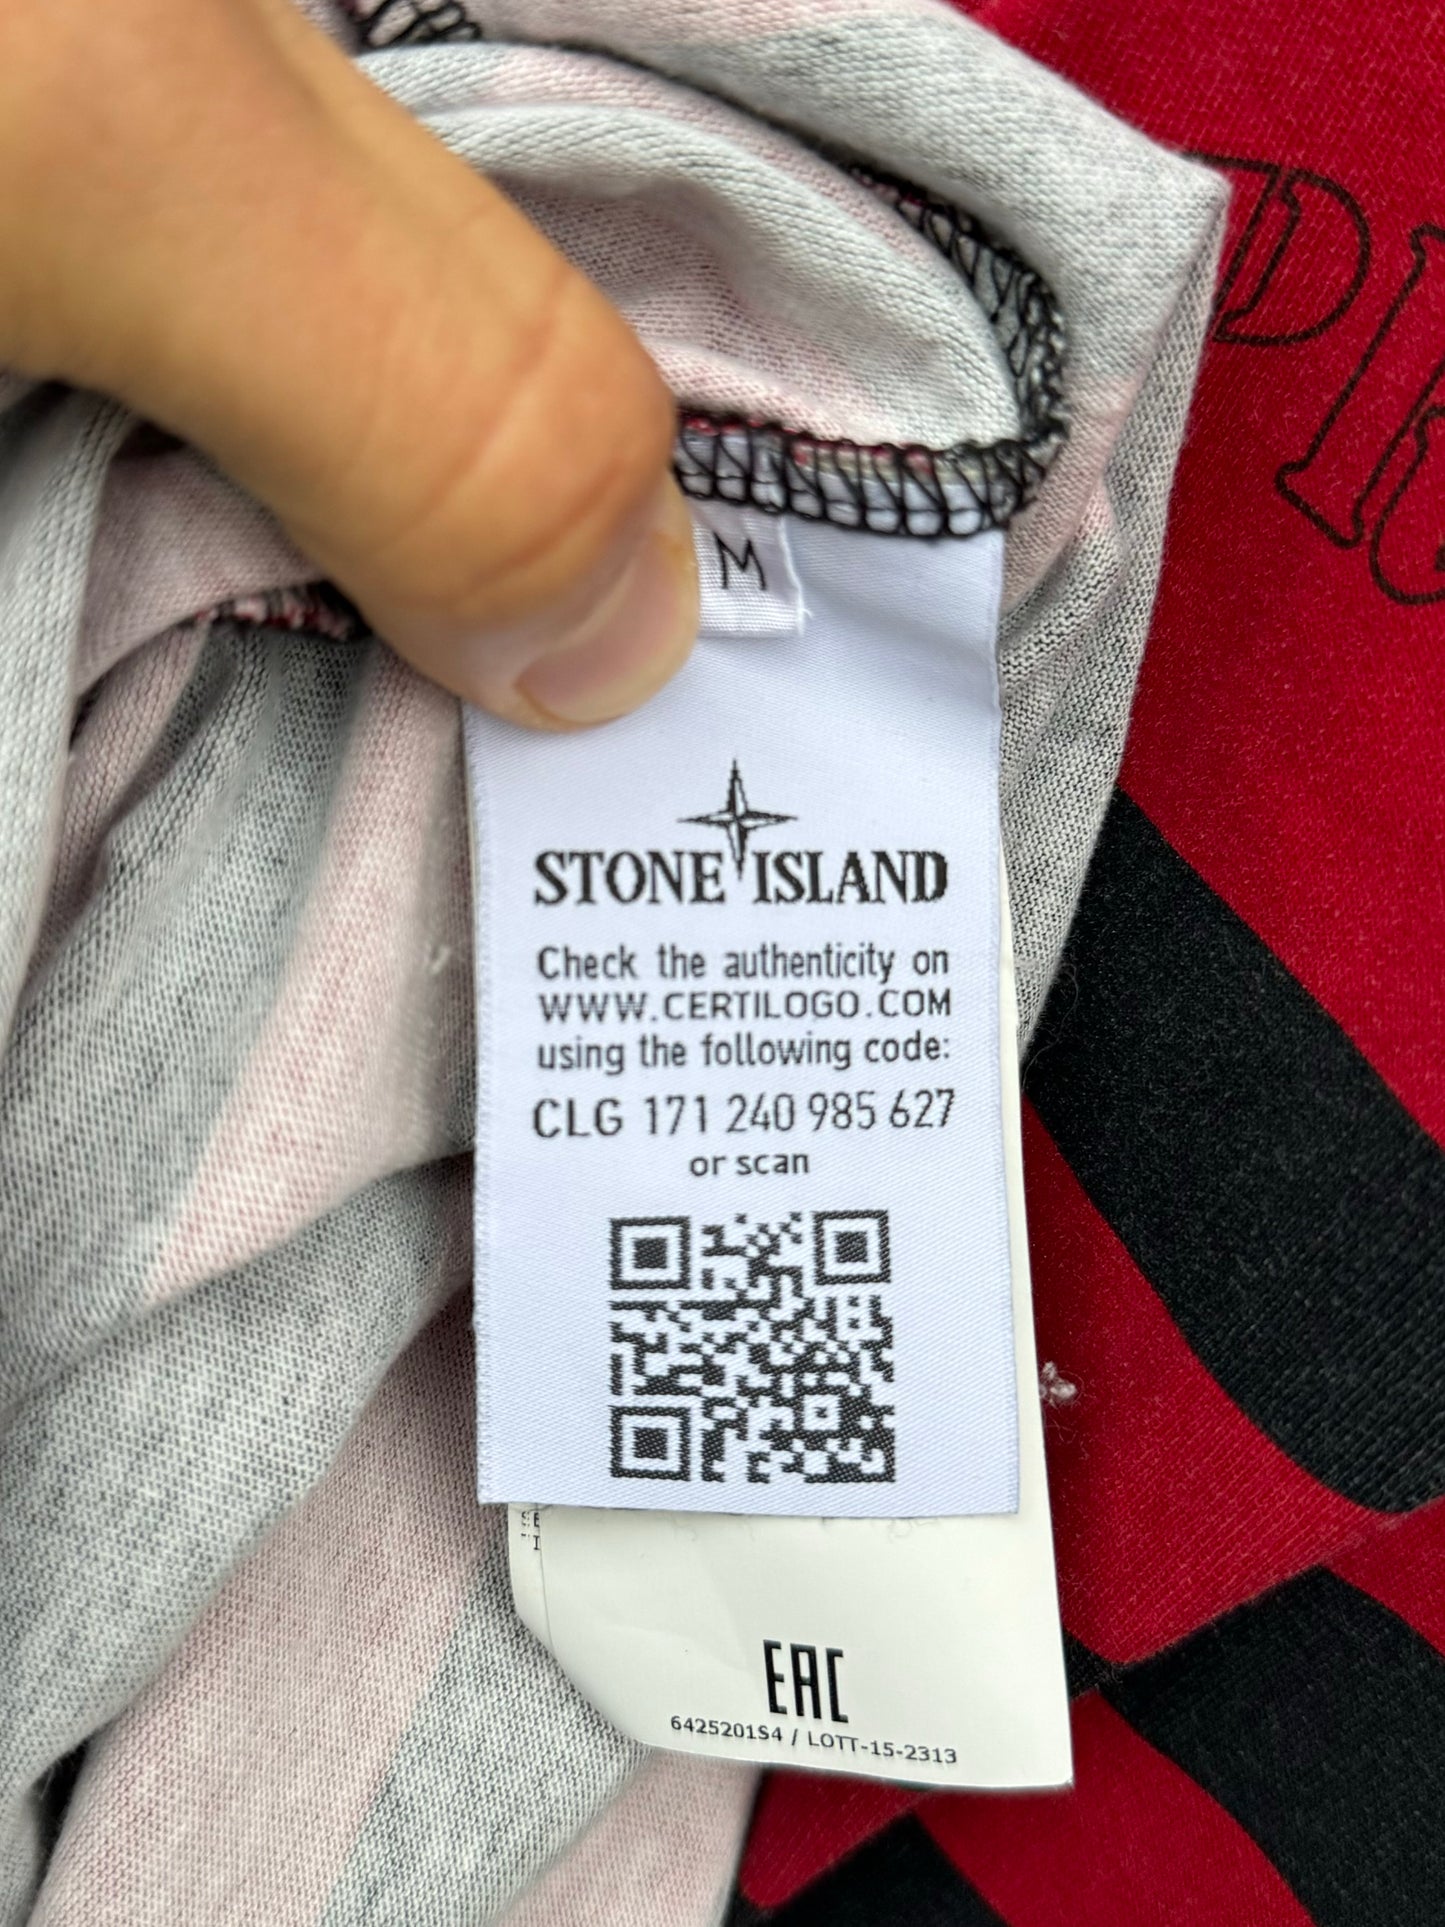 M
STONE ISLAND
Check the authenticity on
WWW.CERTILOGO.COM
using the following code:
CLG 171 240 985 627
or scan
EAC
6425201S4 / LOTT-15-2313